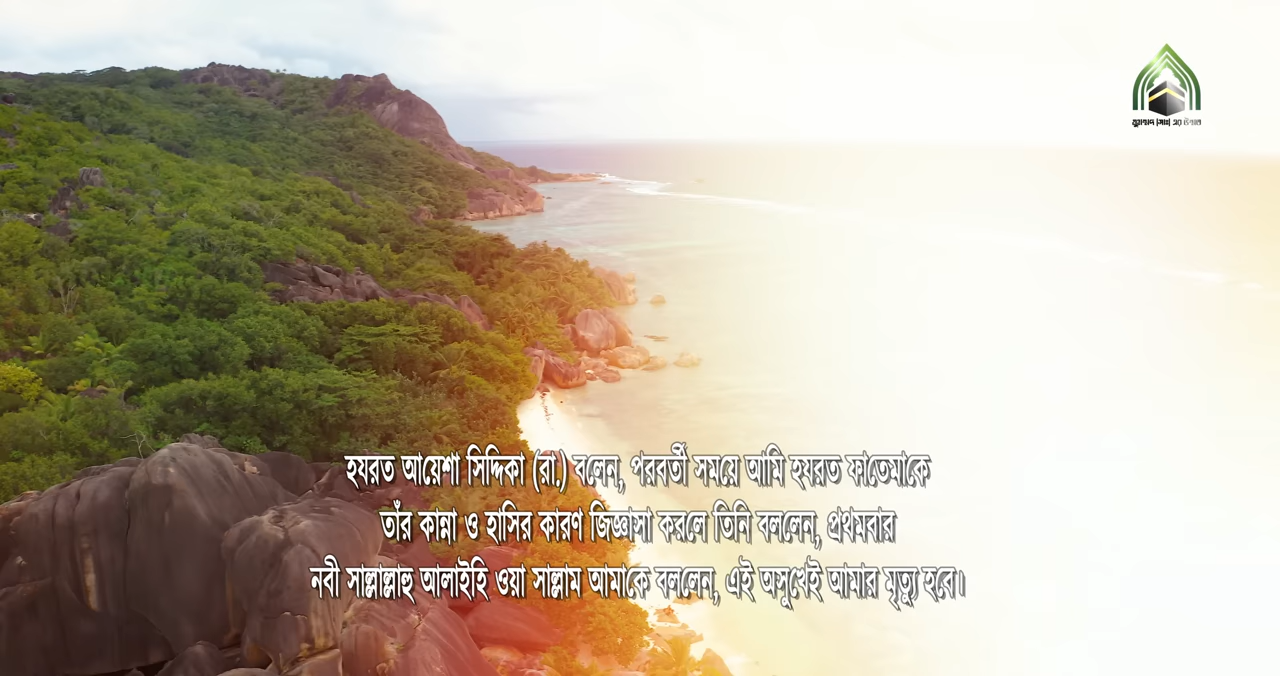 হযরত আয়েশা সিদ্দিকা (রা.) বলেন, পরবর্তী সময়ে আমি হযরত ফাতেমাকে
তাঁর কান্না ও হাসির কারণ জিজ্ঞাসা করলে তিনি বললেন, প্রথমবার
নবী সাল্লাল্লাহু আলাইহি ওয়া সাল্লাম আমাকে বললেন, এই অসুখেই আমার মৃত্যু হবে।